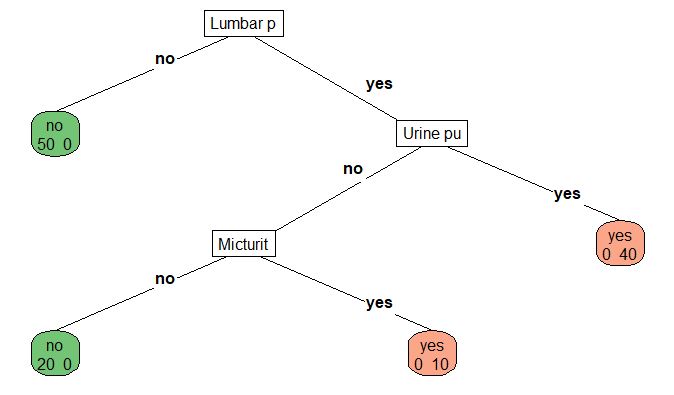 Lumbar p
no
yes
no
50 0
Urine pu
no
yes
yes
0 40
Micturit
no
yes
no
20 0
yes
0 10